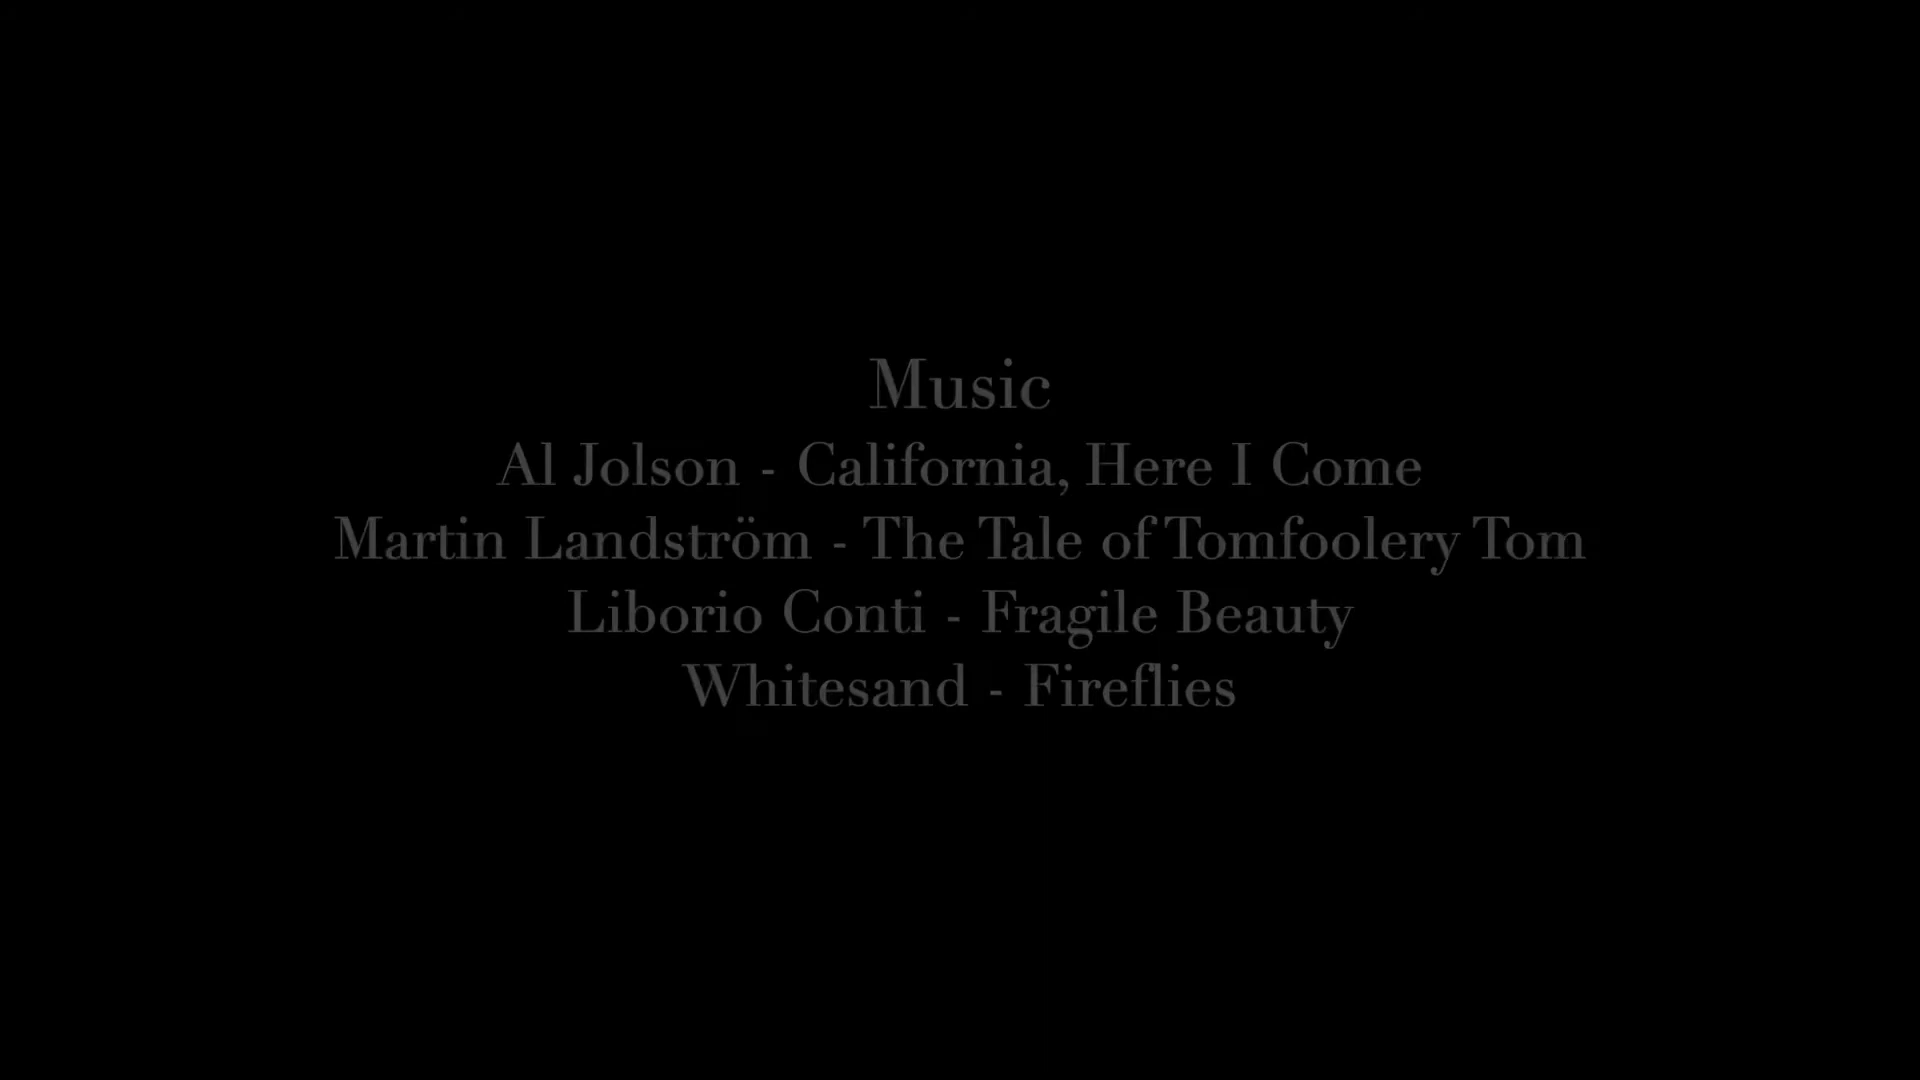 Music
Al Jolson - California, Here I Come
Martin Landström - The Tale of Tomfoolery Tom
Liborio Conti - Fragile Beauty
Whitesand - Fireflies